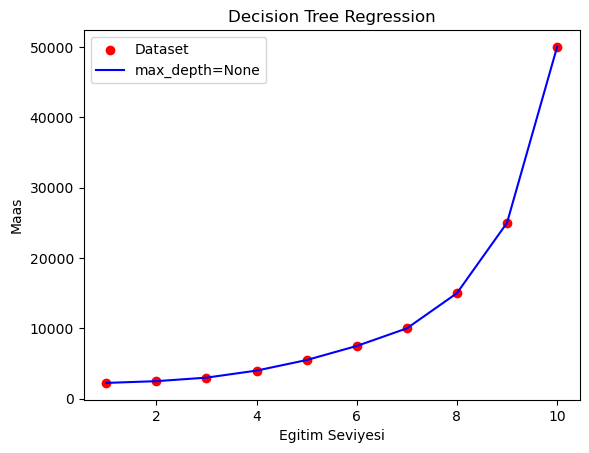 Decision Tree Regression
Dataset
max_depth=None
50000
40000
30000
20000
10000
0
Maas
2
4
6
8
10
Egitim Seviyesi